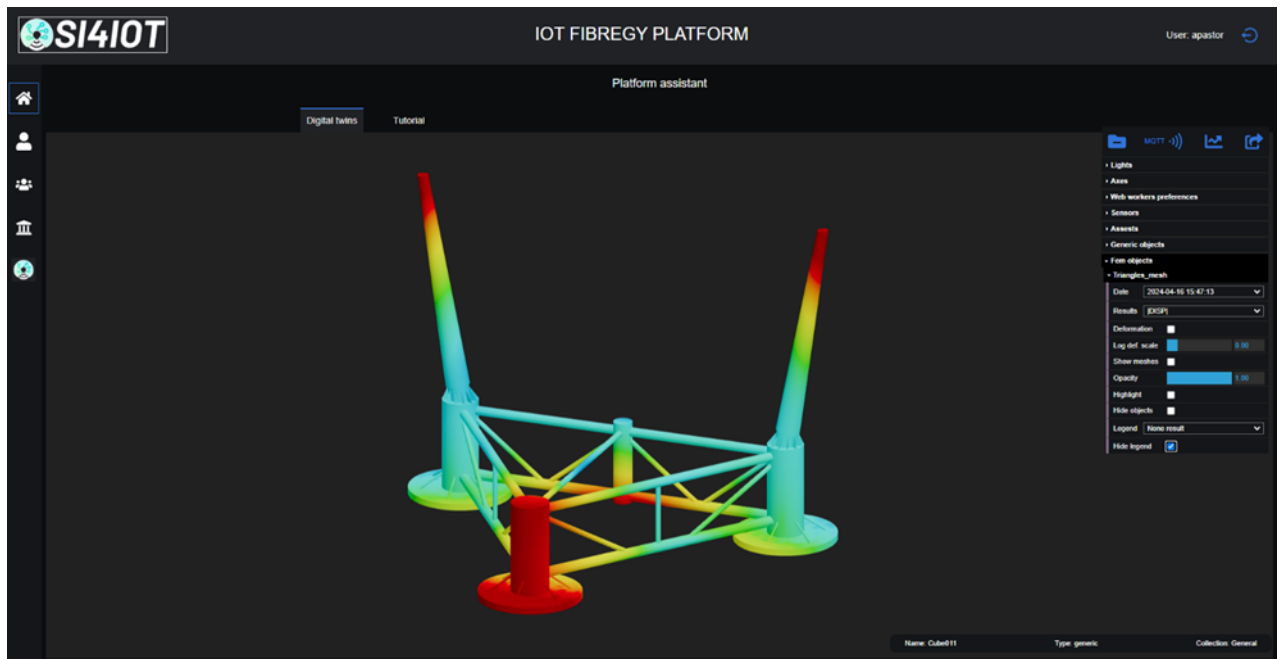 SI4IOT
IOT FIBREGY PLATFORM
User: apastor
Platform assistant
Digital twins
Tutorial
MQTT
Lights
Axes
Web workers preferences
Sensors
Assests
Generic objects
Fem objects
Triangles_mesh
Date 2024-04-16 15:47:13
Results |DISP|
Deformation
Log def. scale 0.00
Show meshes
Opacity 1.00
Highlight
Hide objects
Legend None result
Hide legend
Name: Cube011 Type: generic Collection: General